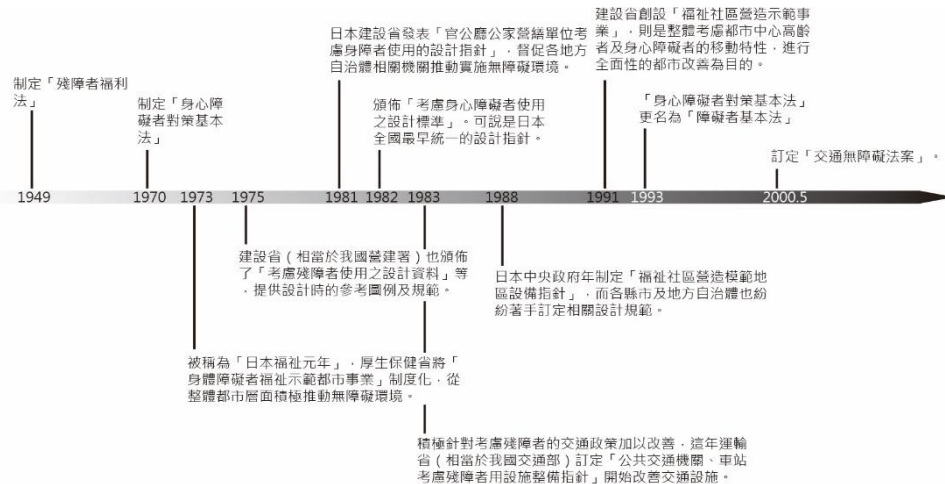 建設省創設「福祉社區營造示範事
業」，則是整體考慮都市中心高齡
者及身心障礙者的移動特性，進行
全面性的都市改善為目的。
日本建設省發表「官公廳公家營繕單位考
慮身障者使用的設計指針」，督促各地方
自治體相關機關推動實施無障礙環境。
制定「殘障者福利
法」
制定「身心障
礙者對策基本
法」
頒佈「考慮身心障礙者使用
之設計標準」。可說是日本
全國最早統一的設計指針。
「身心障礙者對策基本法」
更名為「障礙者基本法」
訂定「交通無障礙法案」。
1949
1970
1973
1975
1981
1982
1983
1988
1991
1993
2000.5
建設省（相當於我國營建署）也頒佈
了「考慮殘障者使用之設計資料」等
，提供設計時的參考圖例及規範。
日本中央政府年制定「福祉社區營造模範地
區設備指針」，而各縣市及地方自治體也紛
紛著手訂定相關設計規範。
被稱為「日本福祉元年」，厚生保健省將「
身體障礙者福祉示範都市事業」制度化，從
整體都市層面積極推動無障礙環境。
積極針對考慮殘障者的交通政策加以改善，這年運輸
省（相當於我國交通部）訂定「公共交通機關、車站
考慮殘障者用設施整備指針」開始改善交通設施。